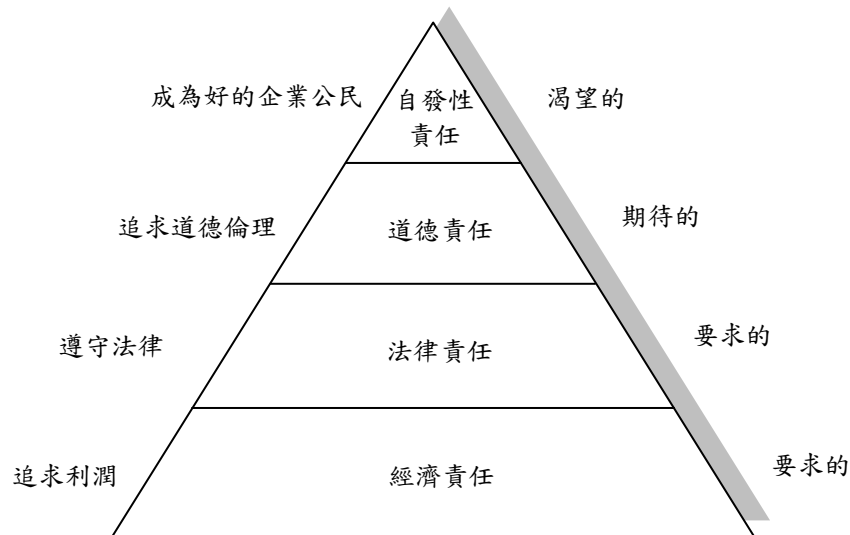 成為好的企業公民
自發性
責任
渴望的
追求道德倫理
道德責任
期待的
遵守法律
法律責任
要求的
追求利潤
經濟責任
要求的